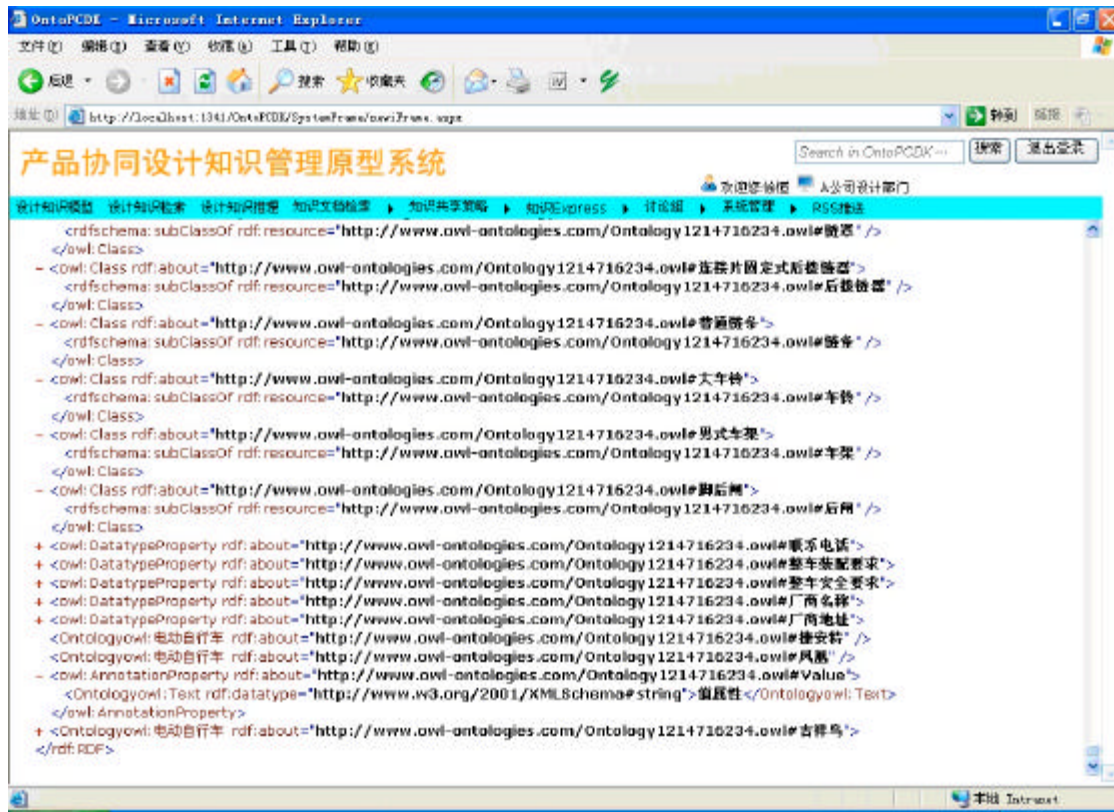 OntoPCDK - Microsoft Internet Explorer
文件(F) 编辑(E) 查看(V) 收藏(A) 工具(T) 帮助(H)
后退 搜索 收藏夹
地址(D) http://localhost:1341/OntoPCDK/SystemFrame/ 转到 链接
产品协同设计知识管理原型系统 Search in OntoPCDK... 搜索 退出登录
欢迎您 A公司设计部门
设计知识模型 设计知识检索 设计知识推理 知识文档检索 知识共享策略 知识Express 讨论组 系统管理 RSS推送
<rdfschema:subClassOf rdf:resource="http://www.owl-ontologies.com/Ontology1214716234.owl#链罩" />
</owl:Class>
- <owl:Class rdf:about="http://www.owl-ontologies.com/Ontology1214716234.owl#连接片固定式后拨链器">
<rdfschema:subClassOf rdf:resource="http://www.owl-ontologies.com/Ontology1214716234.owl#后拨链器" />
</owl:Class>
- <owl:Class rdf:about="http://www.owl-ontologies.com/Ontology1214716234.owl#普通链条">
<rdfschema:subClassOf rdf:resource="http://www.owl-ontologies.com/Ontology1214716234.owl#链条" />
</owl:Class>
- <owl:Class rdf:about="http://www.owl-ontologies.com/Ontology1214716234.owl#大车铃">
<rdfschema:subClassOf rdf:resource="http://www.owl-ontologies.com/Ontology1214716234.owl#车铃" />
</owl:Class>
- <owl:Class rdf:about="http://www.owl-ontologies.com/Ontology1214716234.owl#男式车架">
<rdfschema:subClassOf rdf:resource="http://www.owl-ontologies.com/Ontology1214716234.owl#车架" />
</owl:Class>
- <owl:Class rdf:about="http://www.owl-ontologies.com/Ontology1214716234.owl#脚后闸">
<rdfschema:subClassOf rdf:resource="http://www.owl-ontologies.com/Ontology1214716234.owl#后闸" />
</owl:Class>
+ <owl:DatatypeProperty rdf:about="http://www.owl-ontologies.com/Ontology1214716234.owl#联系电话">
+ <owl:DatatypeProperty rdf:about="http://www.owl-ontologies.com/Ontology1214716234.owl#整车装配要求">
+ <owl:DatatypeProperty rdf:about="http://www.owl-ontologies.com/Ontology1214716234.owl#整车安全要求">
+ <owl:DatatypeProperty rdf:about="http://www.owl-ontologies.com/Ontology1214716234.owl#厂商名称">
+ <owl:DatatypeProperty rdf:about="http://www.owl-ontologies.com/Ontology1214716234.owl#厂商地址">
<Ontologyowl:电动自行车 rdf:about="http://www.owl-ontologies.com/Ontology1214716234.owl#捷安特" />
<Ontologyowl:电动自行车 rdf:about="http://www.owl-ontologies.com/Ontology1214716234.owl#凤凰" />
- <owl:AnnotationProperty rdf:about="http://www.owl-ontologies.com/Ontology1214716234.owl#Value">
<Ontologyowl:Text rdf:datatype="http://www.w3.org/2001/XMLSchema#string">值属性</Ontologyowl:Text>
</owl:AnnotationProperty>
+ <Ontologyowl:电动自行车 rdf:about="http://www.owl-ontologies.com/Ontology1214716234.owl#吉祥鸟">
</rdf:RDF>
本地 Intranet